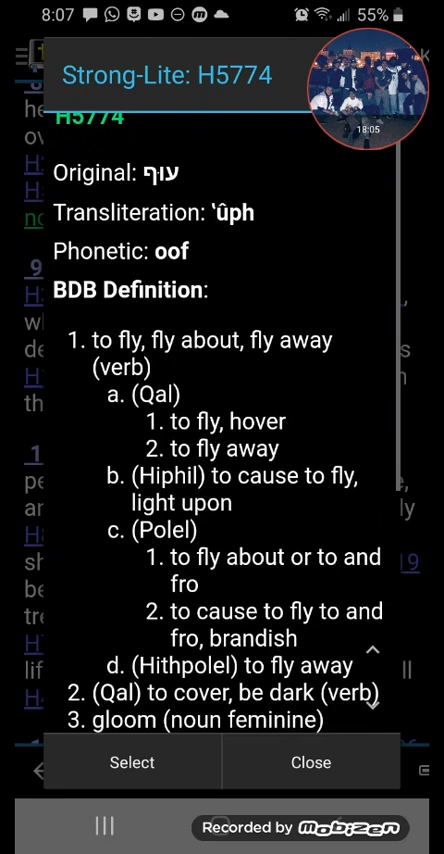 8:07 55%
Strong-Lite: H5774
18:05
H5774
Original: עוּף
Transliteration: ‛ûph
Phonetic: oof
BDB Definition:
1. to fly, fly about, fly away
(verb)
a. (Qal)
1. to fly, hover
2. to fly away
b. (Hiphil) to cause to fly,
light upon
c. (Polel)
1. to fly about or to and
fro
2. to cause to fly to and
fro, brandish
d. (Hithpolel) to fly away
2. (Qal) to cover, be dark (verb)
3. gloom (noun feminine)
Select Close
Recorded by Mobizen